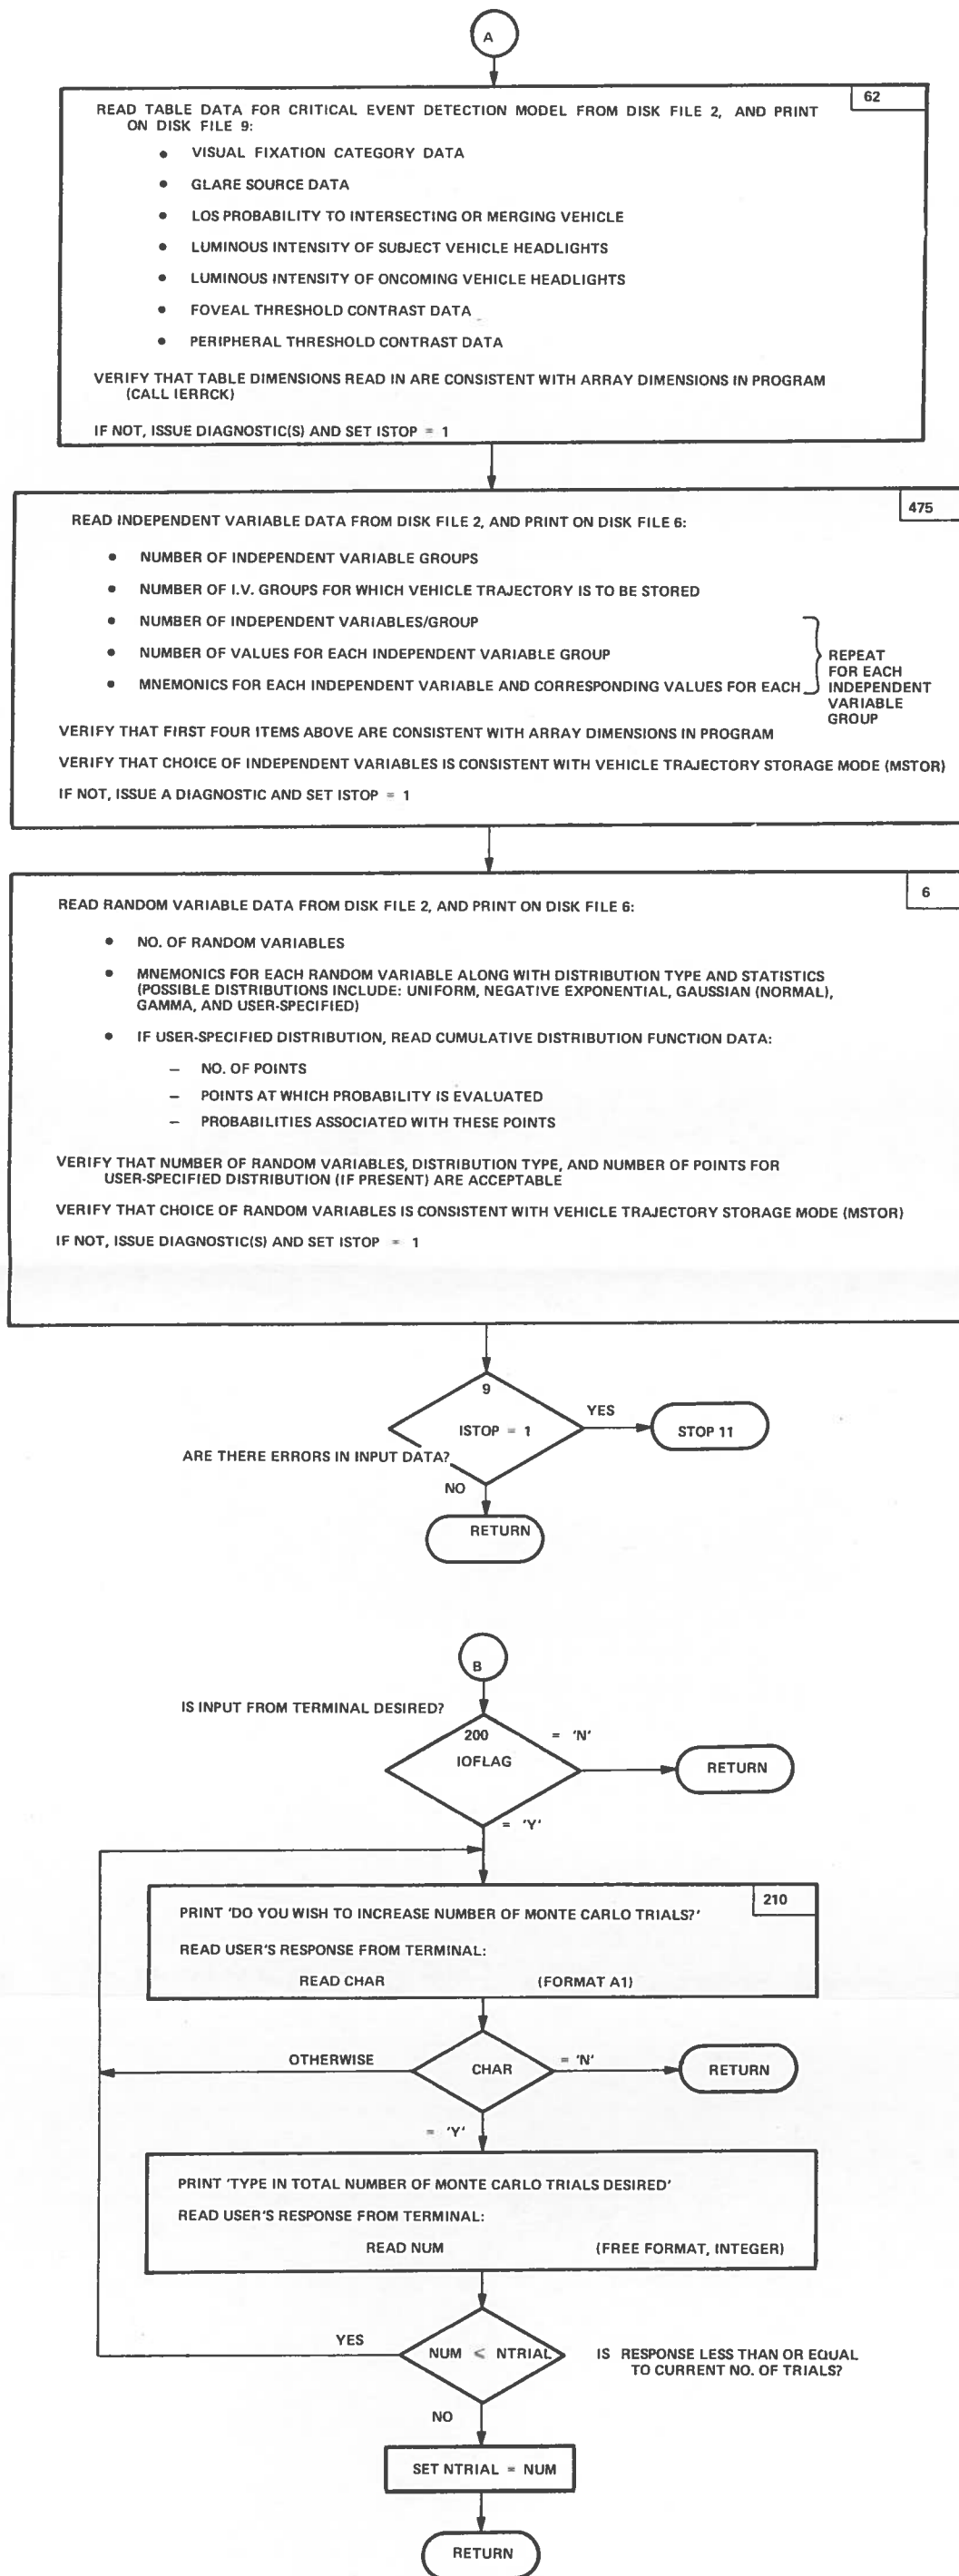 A
62
READ TABLE DATA FOR CRITICAL EVENT DETECTION MODEL FROM DISK FILE 2, AND PRINT
ON DISK FILE 9:
• VISUAL FIXATION CATEGORY DATA
• GLARE SOURCE DATA
• LOS PROBABILITY TO INTERSECTING OR MERGING VEHICLE
• LUMINOUS INTENSITY OF SUBJECT VEHICLE HEADLIGHTS
• LUMINOUS INTENSITY OF ONCOMING VEHICLE HEADLIGHTS
• FOVEAL THRESHOLD CONTRAST DATA
• PERIPHERAL THRESHOLD CONTRAST DATA
VERIFY THAT TABLE DIMENSIONS READ IN ARE CONSISTENT WITH ARRAY DIMENSIONS IN PROGRAM
(CALL IERRCK)
IF NOT, ISSUE DIAGNOSTIC(S) AND SET ISTOP = 1
475
READ INDEPENDENT VARIABLE DATA FROM DISK FILE 2, AND PRINT ON DISK FILE 6:
• NUMBER OF INDEPENDENT VARIABLE GROUPS
• NUMBER OF I.V. GROUPS FOR WHICH VEHICLE TRAJECTORY IS TO BE STORED
• NUMBER OF INDEPENDENT VARIABLES/GROUP
• NUMBER OF VALUES FOR EACH INDEPENDENT VARIABLE GROUP
• MNEMONICS FOR EACH INDEPENDENT VARIABLE AND CORRESPONDING VALUES FOR EACH
REPEAT
FOR EACH
INDEPENDENT
VARIABLE
GROUP
VERIFY THAT FIRST FOUR ITEMS ABOVE ARE CONSISTENT WITH ARRAY DIMENSIONS IN PROGRAM
VERIFY THAT CHOICE OF INDEPENDENT VARIABLES IS CONSISTENT WITH VEHICLE TRAJECTORY STORAGE MODE (MSTOR)
IF NOT, ISSUE A DIAGNOSTIC AND SET ISTOP = 1
6
READ RANDOM VARIABLE DATA FROM DISK FILE 2, AND PRINT ON DISK FILE 6:
• NO. OF RANDOM VARIABLES
• MNEMONICS FOR EACH RANDOM VARIABLE ALONG WITH DISTRIBUTION TYPE AND STATISTICS
(POSSIBLE DISTRIBUTIONS INCLUDE: UNIFORM, NEGATIVE EXPONENTIAL, GAUSSIAN (NORMAL),
GAMMA, AND USER-SPECIFIED)
• IF USER-SPECIFIED DISTRIBUTION, READ CUMULATIVE DISTRIBUTION FUNCTION DATA:
– NO. OF POINTS
– POINTS AT WHICH PROBABILITY IS EVALUATED
– PROBABILITIES ASSOCIATED WITH THESE POINTS
VERIFY THAT NUMBER OF RANDOM VARIABLES, DISTRIBUTION TYPE, AND NUMBER OF POINTS FOR
USER-SPECIFIED DISTRIBUTION (IF PRESENT) ARE ACCEPTABLE
VERIFY THAT CHOICE OF RANDOM VARIABLES IS CONSISTENT WITH VEHICLE TRAJECTORY STORAGE MODE (MSTOR)
IF NOT, ISSUE DIAGNOSTIC(S) AND SET ISTOP = 1
9
ISTOP = 1
YES
STOP 11
ARE THERE ERRORS IN INPUT DATA?
NO
RETURN
B
IS INPUT FROM TERMINAL DESIRED?
200
IOFLAG
= 'N'
RETURN
= 'Y'
210
PRINT 'DO YOU WISH TO INCREASE NUMBER OF MONTE CARLO TRIALS?'
READ USER'S RESPONSE FROM TERMINAL:
READ CHAR (FORMAT A1)
OTHERWISE
CHAR
= 'N'
RETURN
= 'Y'
PRINT 'TYPE IN TOTAL NUMBER OF MONTE CARLO TRIALS DESIRED'
READ USER'S RESPONSE FROM TERMINAL:
READ NUM (FREE FORMAT, INTEGER)
YES
NUM < NTRIAL
IS RESPONSE LESS THAN OR EQUAL
TO CURRENT NO. OF TRIALS?
NO
SET NTRIAL = NUM
RETURN